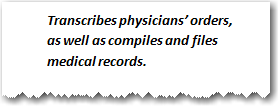 Transcribes physicians’ orders,
as well as compiles and files
medical records.